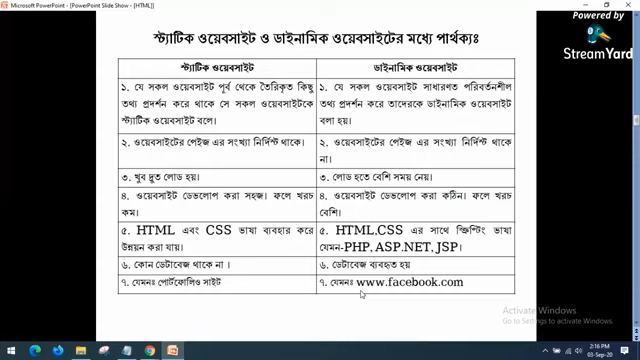 Microsoft PowerPoint - [PowerPoint Slide Show - [HTML]]
Powered by
StreamYard
স্ট্যাটিক ওয়েবসাইট ও ডাইনামিক ওয়েবসাইটের মধ্যে পার্থক্যঃ
স্ট্যাটিক ওয়েবসাইট
ডাইনামিক ওয়েবসাইট
১. যে সকল ওয়েবসাইট পূর্ব থেকে তৈরিকৃত কিছু
তথ্য প্রদর্শন করে থাকে সে সকল ওয়েবসাইটকে
স্ট্যাটিক ওয়েবসাইট বলে।
১. যে সকল ওয়েবসাইট সাধারণত পরিবর্তনশীল
তথ্য প্রদর্শন করে তাদেরকে ডাইনামিক ওয়েবসাইট
বলা হয়।
২. ওয়েবসাইটের পেইজ এর সংখ্যা নির্দিস্ট থাকে।
২. ওয়েবসাইটের পেইজ এর সংখ্যা নির্দিস্ট থাকে
না।
৩. খুব দ্রুত লোড হয়।
৩. লোড হতে বেশি সময় নেয়।
৪. ওয়েবসাইট ডেভলোপ করা সহজ। ফলে খরচ
কম।
৪. ওয়েবসাইট ডেভলোপ করা কঠিন। ফলে খরচ
বেশি।
৫. HTML এবং CSS ভাষা ব্যবহার করে
উন্নয়ন করা যায়।
৫. HTML,CSS এর সাথে স্ক্রিপ্টিং ভাষা
যেমন-PHP, ASP.NET, JSP।
৬. কোন ডেটাবেজ থাকে না।
৬. ডেটাবেজ ব্যবহৃত হয়
৭. যেমনঃ পোর্টফোলিও সাইট
৭. যেমনঃ www.facebook.com
Activate Windows
Go to Settings to activate Windows.
2:16 PM
03-Sep-20